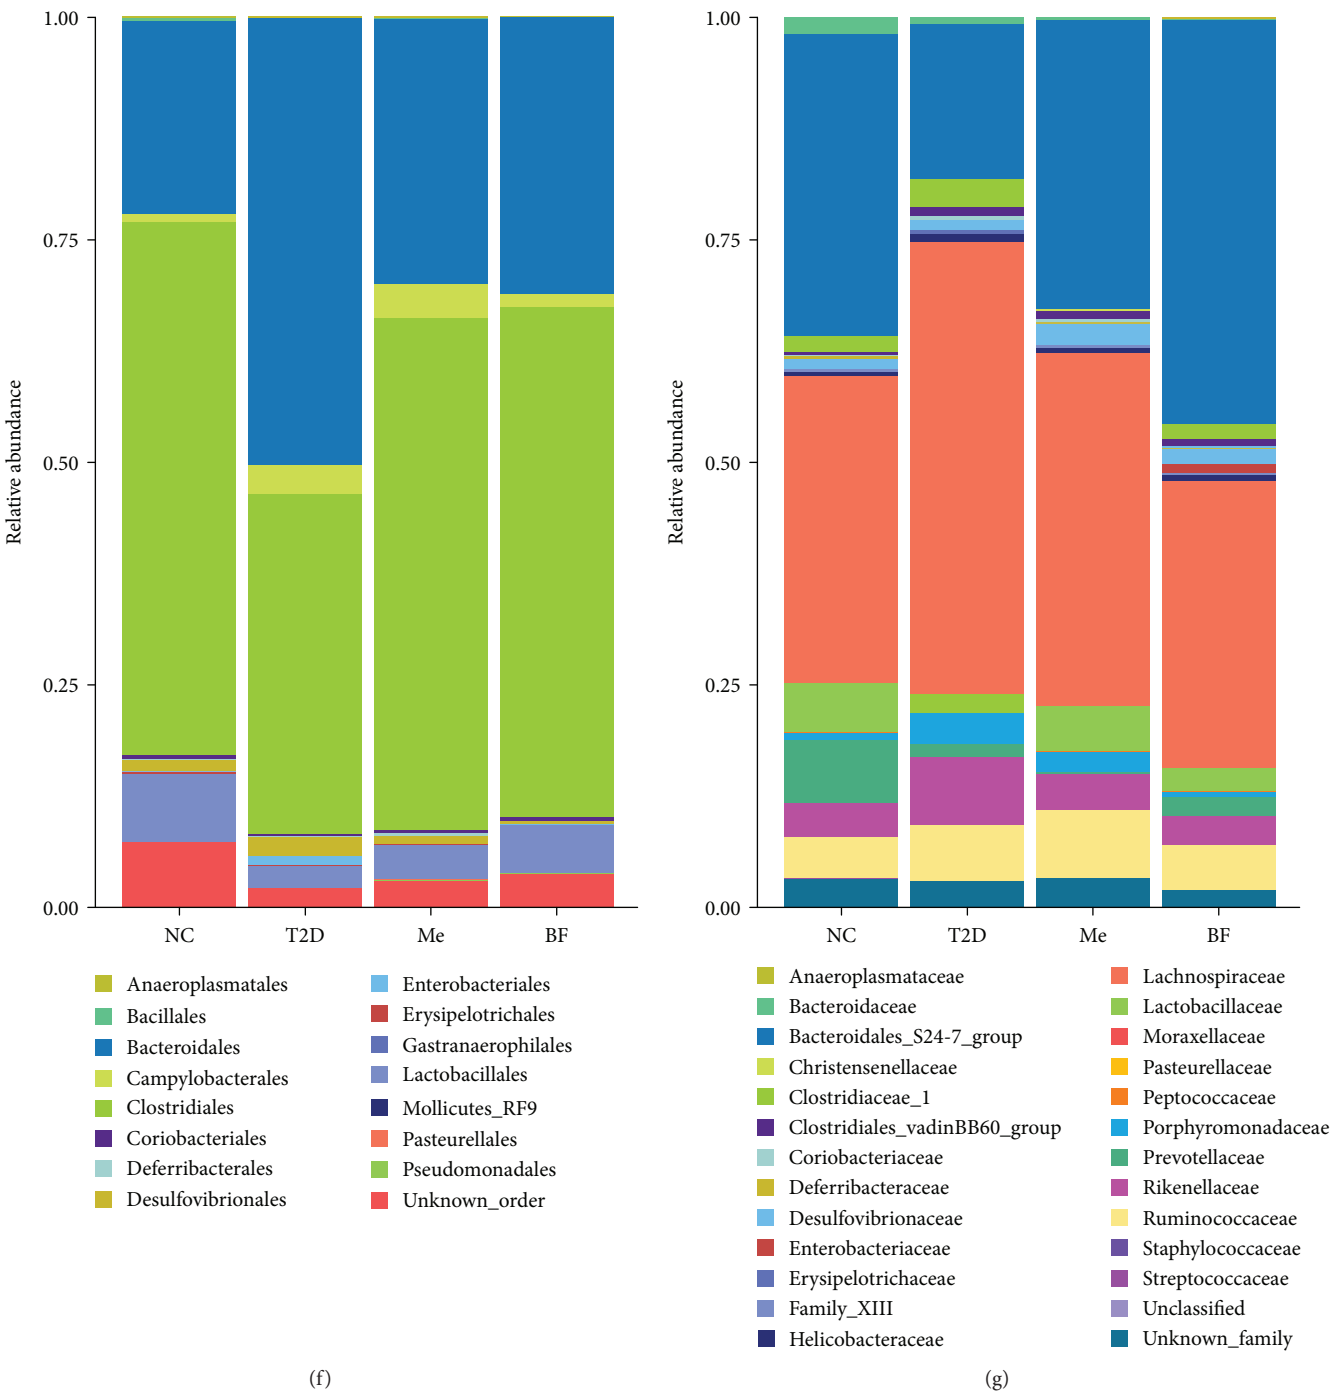 Relative abundance
1.00
0.75
0.50
0.25
0.00
NC
T2D
Me
BF
Anaeroplasmatales
Bacillales
Bacteroidales
Campylobacterales
Clostridiales
Coriobacteriales
Deferribacterales
Desulfovibrionales
Enterobacteriales
Erysipelotrichales
Gastranaerophilales
Lactobacillales
Mollicutes_RF9
Pasteurellales
Pseudomonadales
Unknown_order
(f)
Relative abundance
1.00
0.75
0.50
0.25
0.00
NC
T2D
Me
BF
Anaeroplasmataceae
Bacteroidaceae
Bacteroidales_S24-7_group
Christensenellaceae
Clostridiaceae_1
Clostridiales_vadinBB60_group
Coriobacteriaceae
Deferribacteraceae
Desulfovibrionaceae
Enterobacteriaceae
Erysipelotrichaceae
Family_XIII
Helicobacteraceae
Lachnospiraceae
Lactobacillaceae
Moraxellaceae
Pasteurellaceae
Peptococcaceae
Porphyromonadaceae
Prevotellaceae
Rikenellaceae
Ruminococcaceae
Staphylococcaceae
Streptococcaceae
Unclassified
Unknown_family
(g)